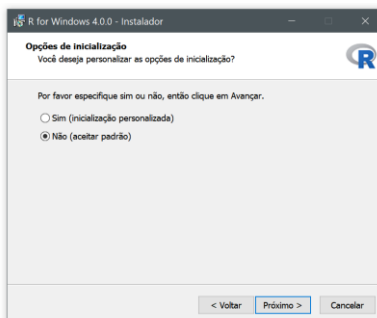 R for Windows 4.0.0 - Instalador
Opções de inicialização
Você deseja personalizar as opções de inicialização?
R
Por favor especifique sim ou não, então clique em Avançar.
Sim (inicialização personalizada)
Não (aceitar padrão)
< Voltar
Próximo >
Cancelar